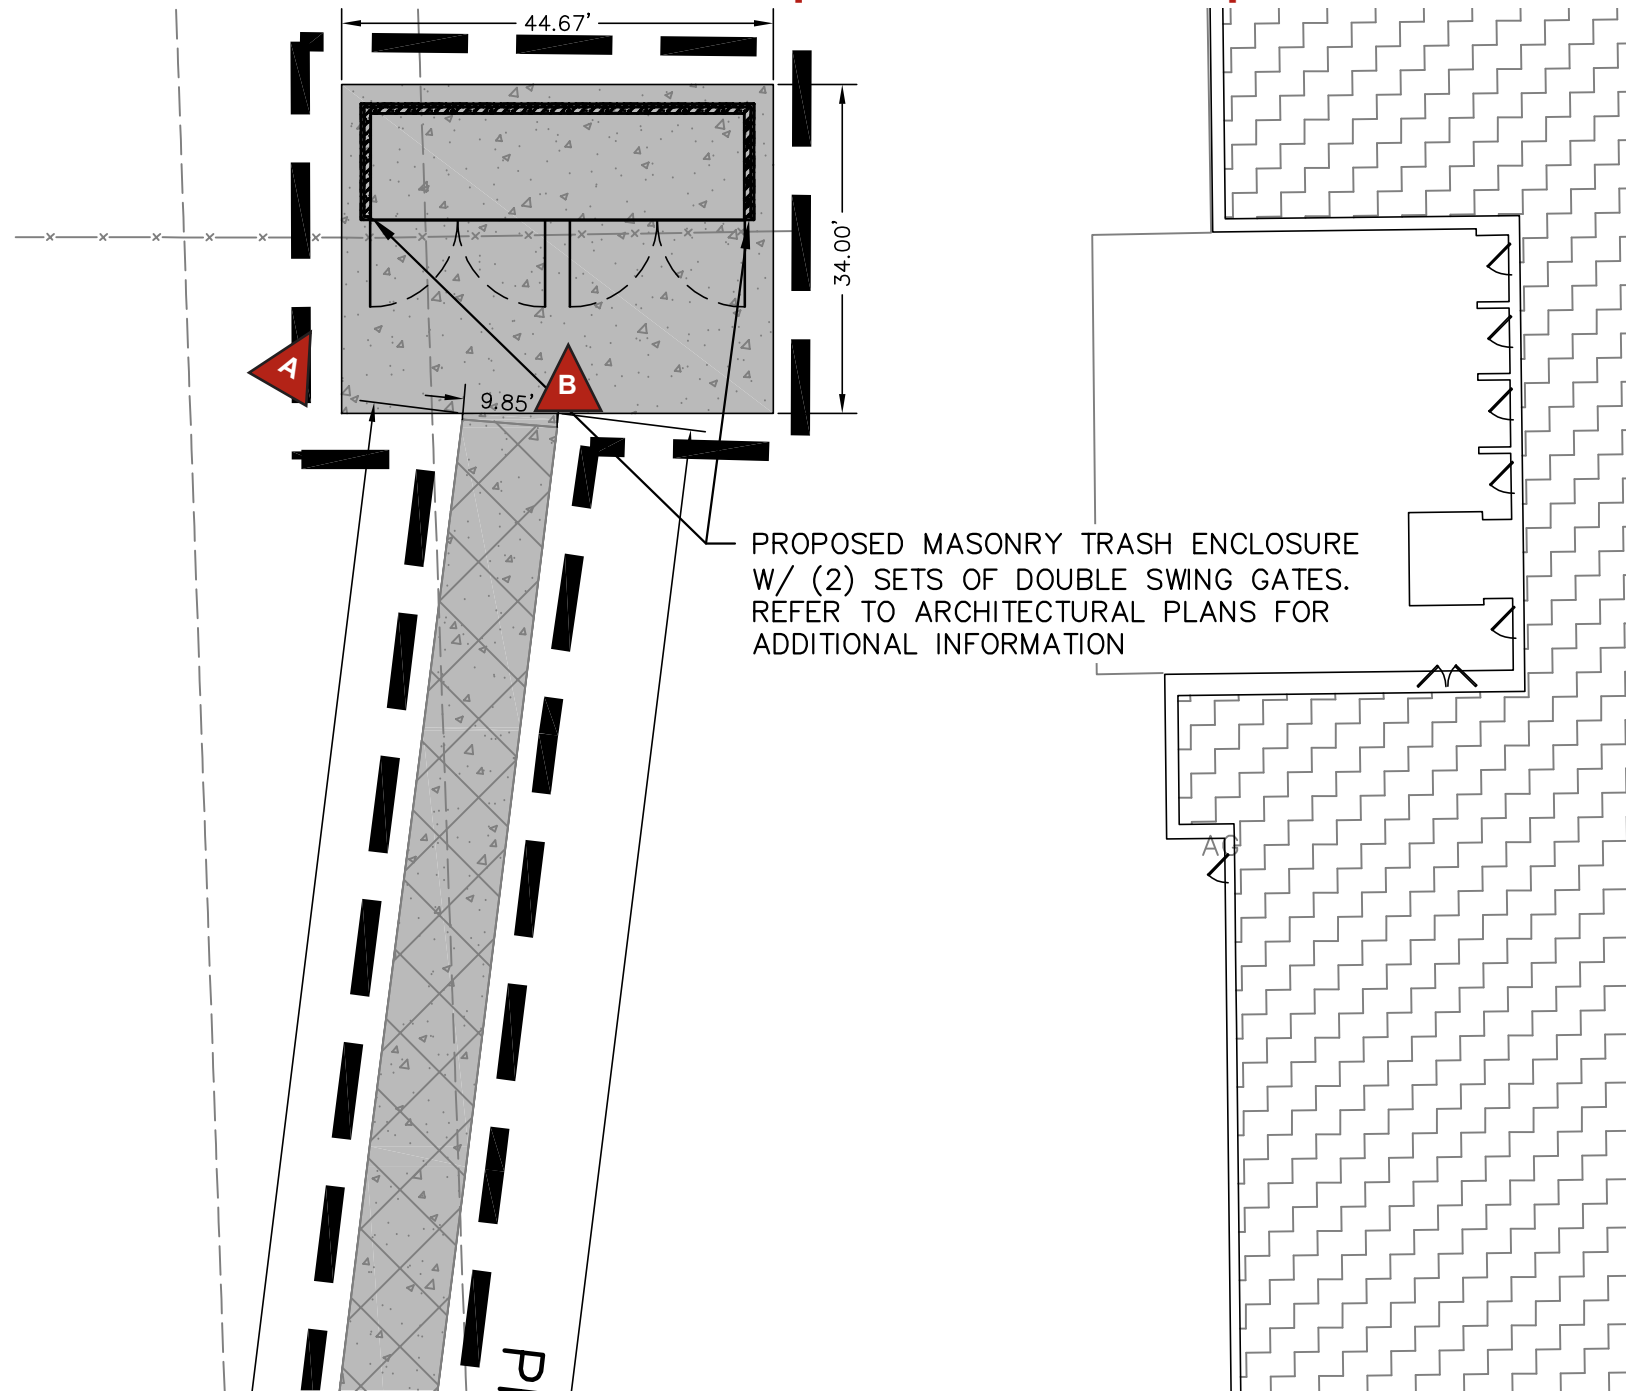 44.67'
34.00'
A
B
9.85'
PROPOSED MASONRY TRASH ENCLOSURE
W/ (2) SETS OF DOUBLE SWING GATES.
REFER TO ARCHITECTURAL PLANS FOR
ADDITIONAL INFORMATION
AG